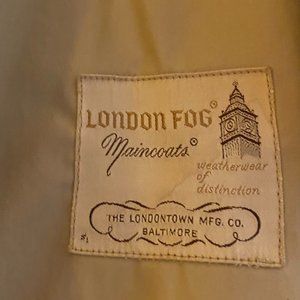 LONDON FOG®
Maincoats®
weatherwear
of
distinction
THE LONDONTOWN MFG. CO.
BALTIMORE
#1